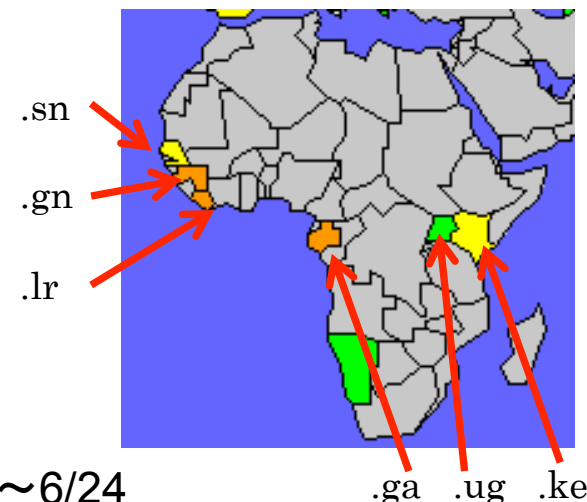 .sn
.gn
.lr
～6/24
.ga .ug .ke